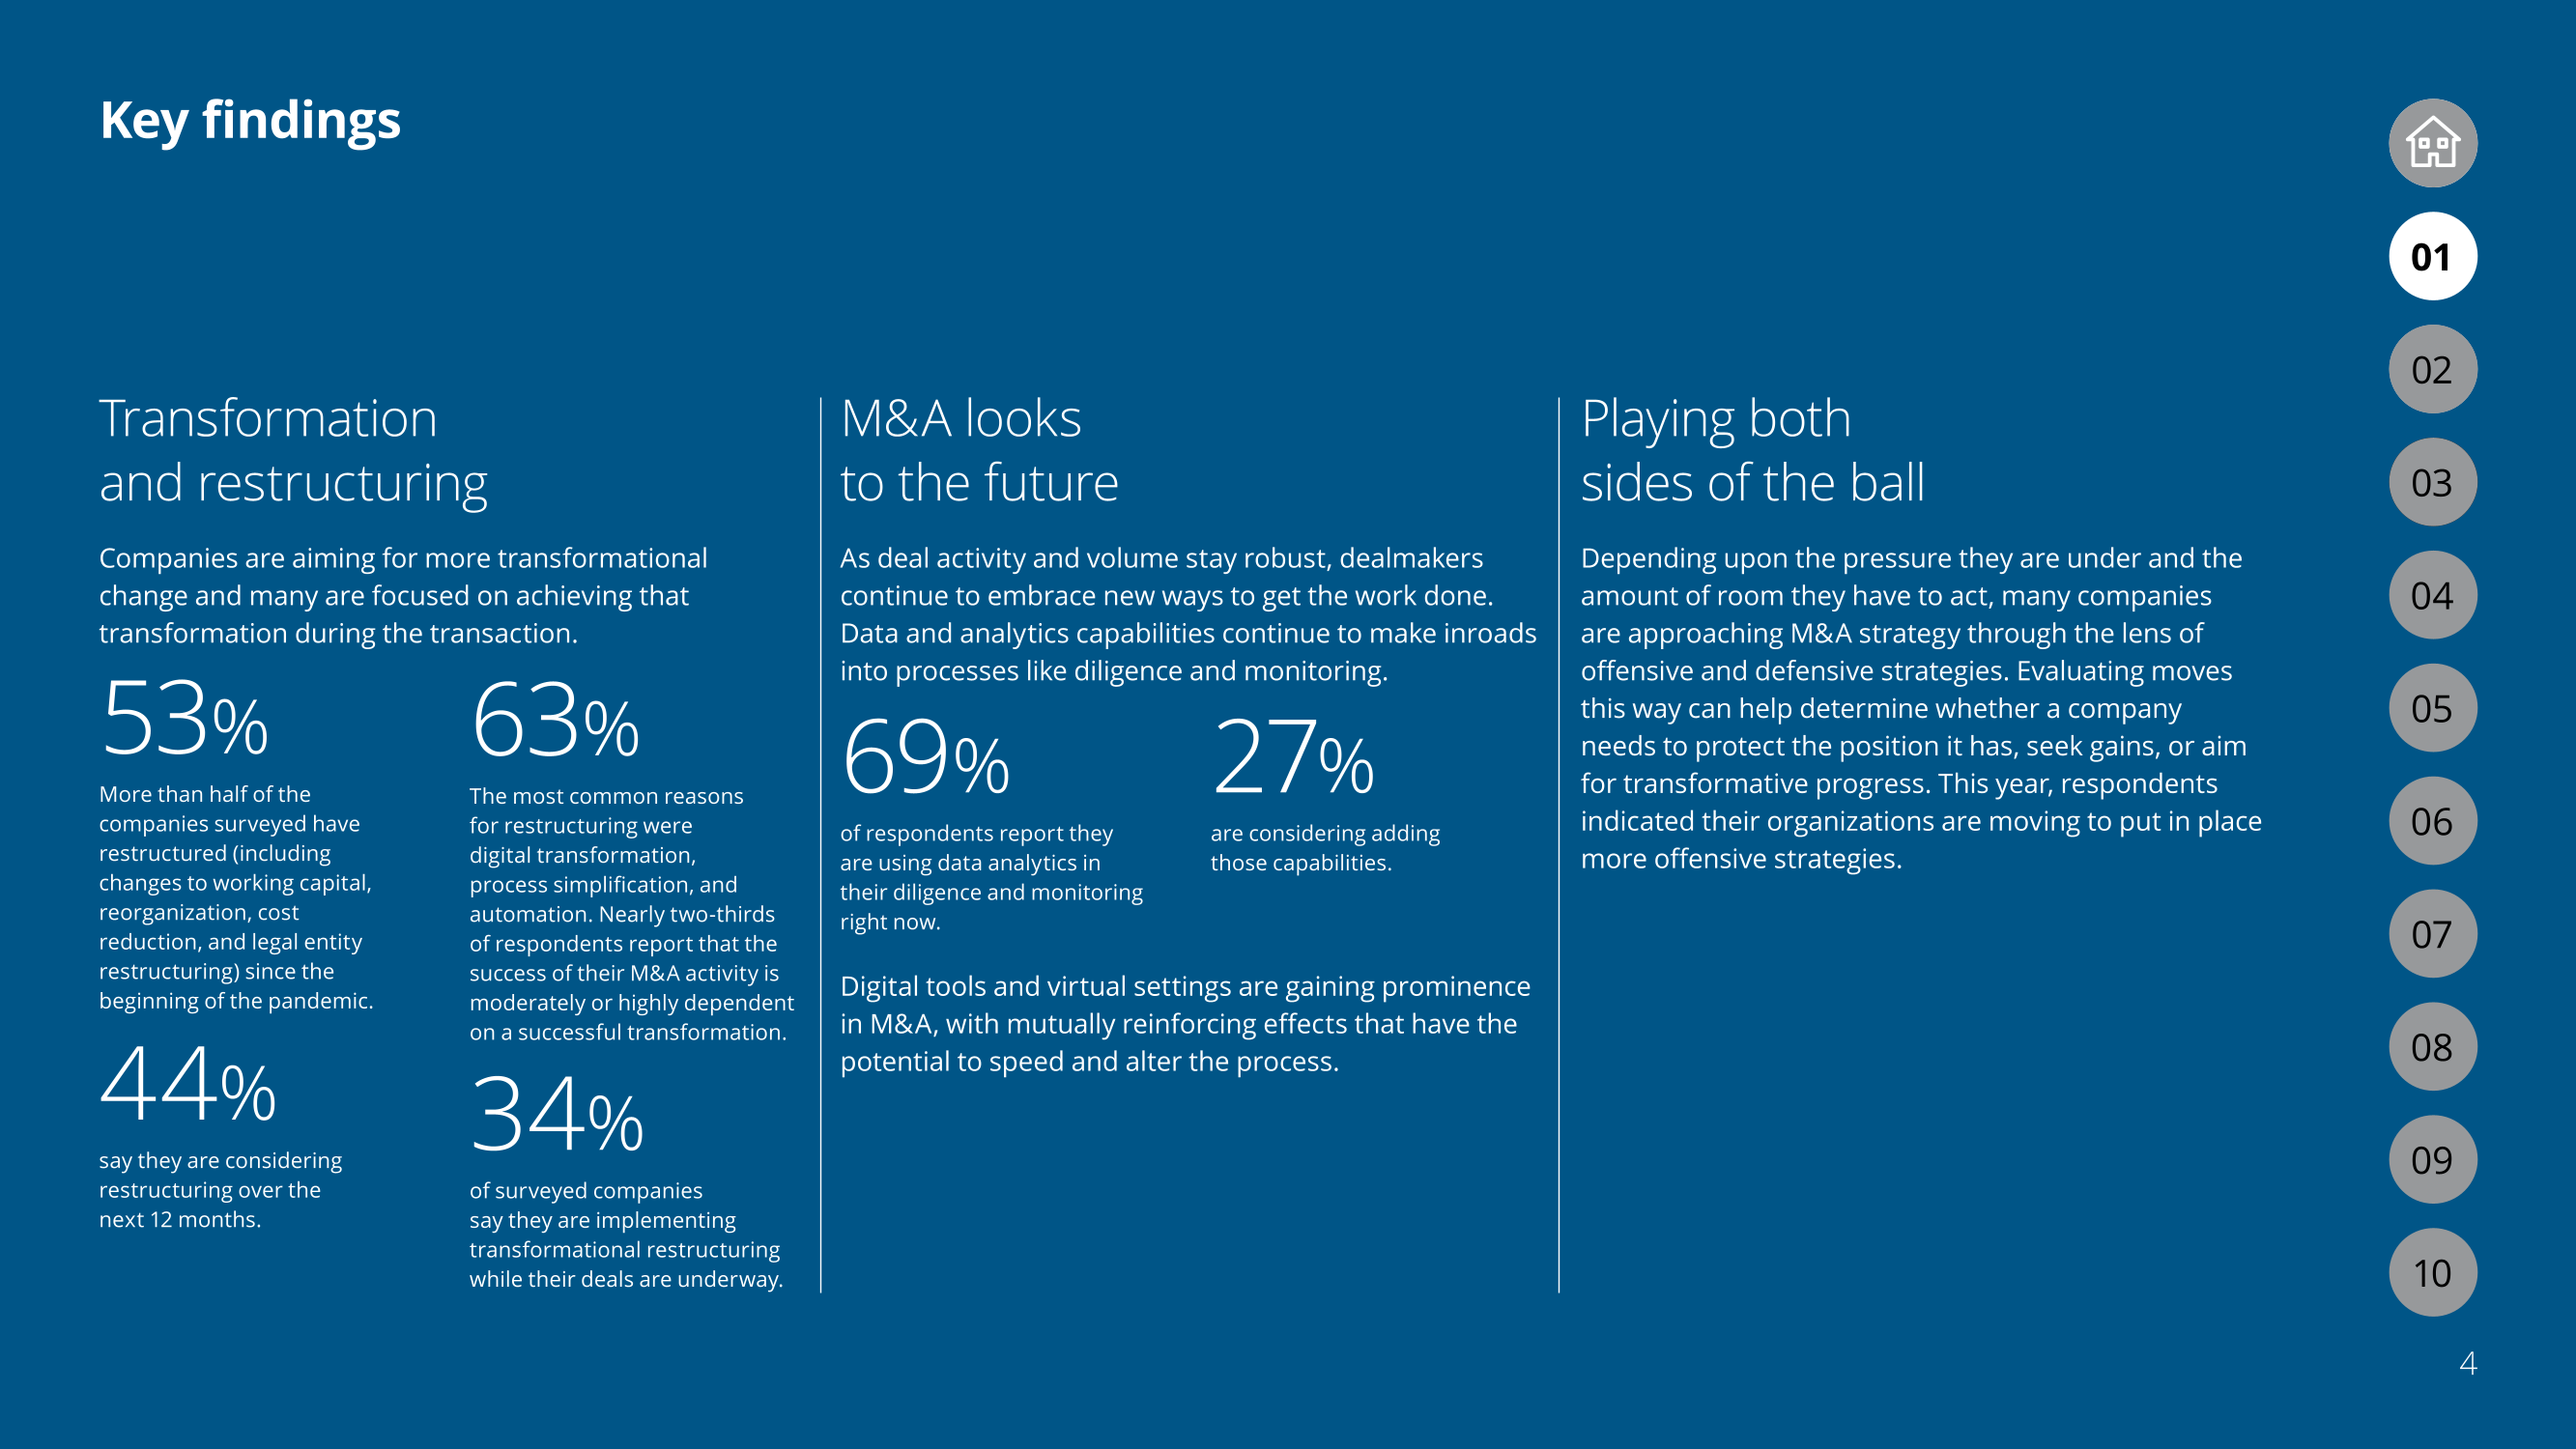 Key findings
Transformation
and restructuring
Companies are aiming for more transformational
change and many are focused on achieving that
transformation during the transaction.
53%
More than half of the
companies surveyed have
restructured (including
changes to working capital,
reorganization, cost
reduction, and legal entity
restructuring) since the
beginning of the pandemic.
44%
say they are considering
restructuring over the
next 12 months.
63%
The most common reasons
for restructuring were
digital transformation,
process simplification, and
automation. Nearly two-thirds
of respondents report that the
success of their M&A activity is
moderately or highly dependent
on a successful transformation.
34%
of surveyed companies
say they are implementing
transformational restructuring
while their deals are underway.
M&A looks
to the future
As deal activity and volume stay robust, dealmakers
continue to embrace new ways to get the work done.
Data and analytics capabilities continue to make inroads
into processes like diligence and monitoring.
69%
of respondents report they
are using data analytics in
their diligence and monitoring
right now.
27%
are considering adding
those capabilities.
Digital tools and virtual settings are gaining prominence
in M&A, with mutually reinforcing effects that have the
potential to speed and alter the process.
Playing both
sides of the ball
Depending upon the pressure they are under and the
amount of room they have to act, many companies
are approaching M&A strategy through the lens of
offensive and defensive strategies. Evaluating moves
this way can help determine whether a company
needs to protect the position it has, seek gains, or aim
for transformative progress. This year, respondents
indicated their organizations are moving to put in place
more offensive strategies.
01
02
03
04
05
06
07
08
09
10
4